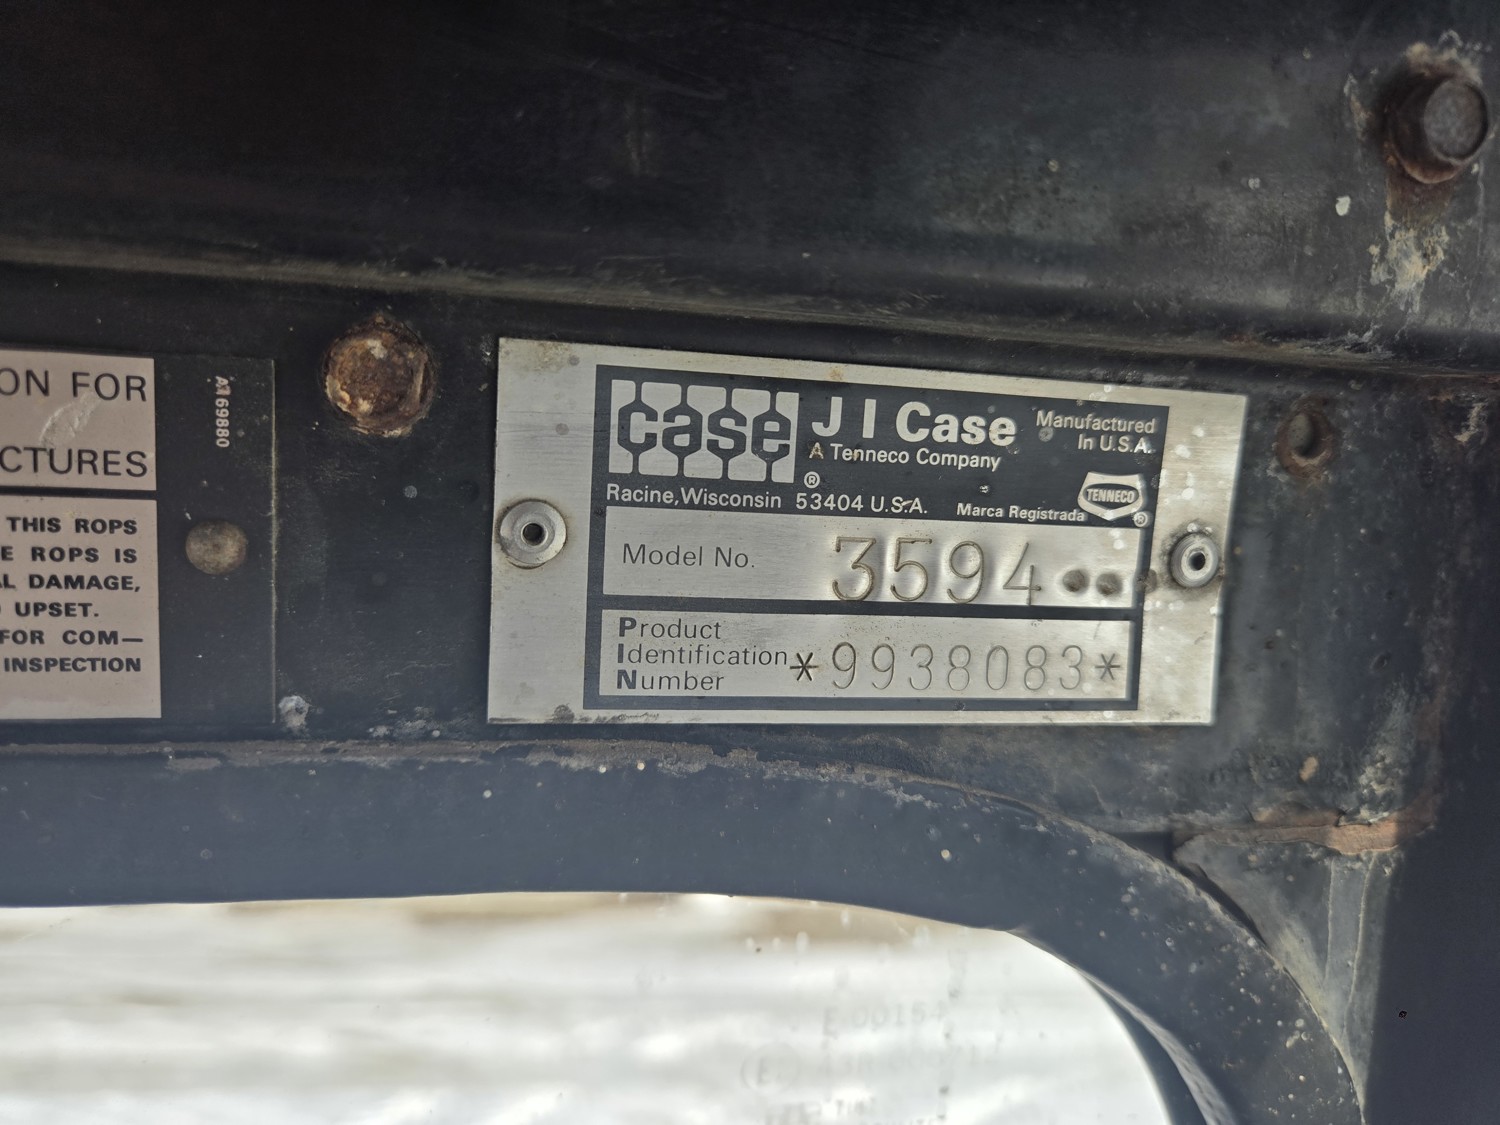 ON FOR
CTURES
THIS ROPS
E ROPS IS
L DAMAGE,
UPSET.
FOR COM—
INSPECTION
A169880
case
®
J I Case
A Tenneco Company
Manufactured
In U.S.A.
Racine, Wisconsin 53404 U.S.A.
Marca Registrada
TENNECO
®
Model No. 3594
Product
Identification
Number
*9938083*